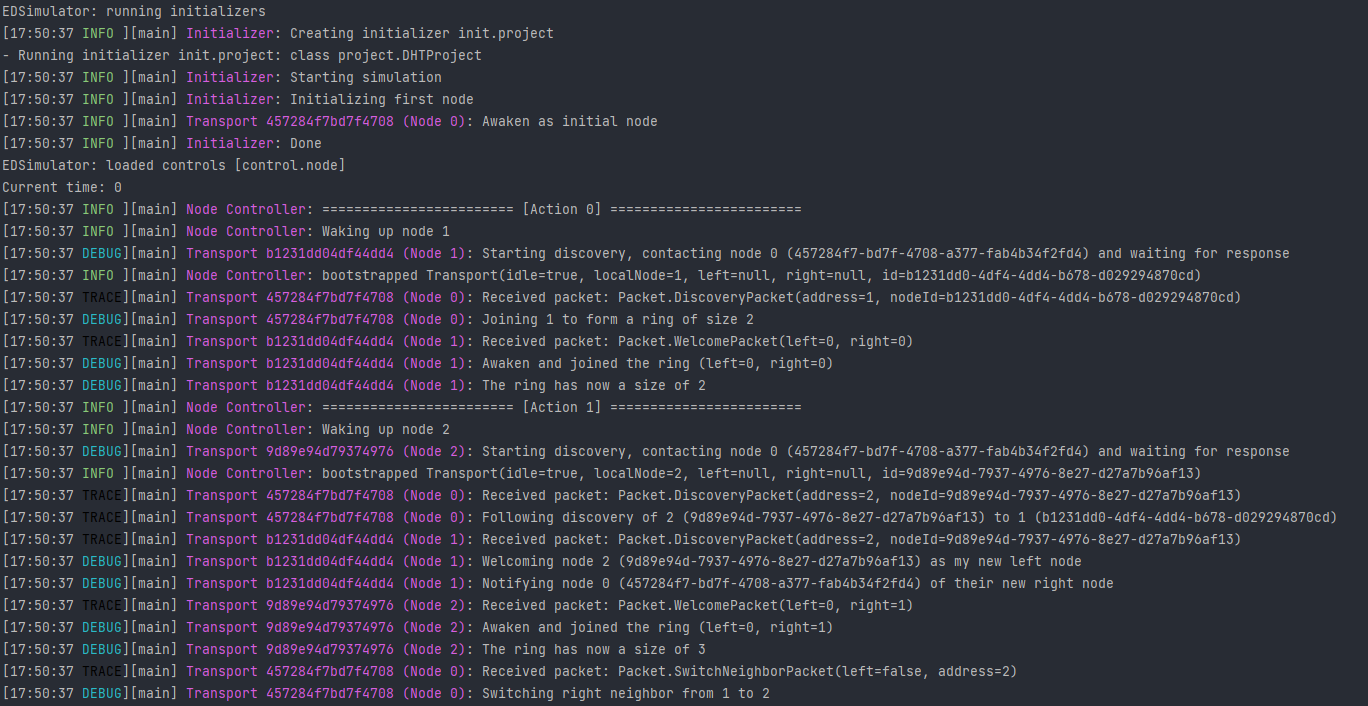 EDSimulator: running initializers
[17:50:37 INFO ][main] Initializer: Creating initializer init.project
- Running initializer init.project: class project.DHTProject
[17:50:37 INFO ][main] Initializer: Starting simulation
[17:50:37 INFO ][main] Initializer: Initializing first node
[17:50:37 INFO ][main] Transport 457284f7bd7f4708 (Node 0): Awaken as initial node
[17:50:37 INFO ][main] Initializer: Done
EDSimulator: loaded controls [control.node]
Current time: 0
[17:50:37 INFO ][main] Node Controller: ======================== [Action 0] ========================
[17:50:37 INFO ][main] Node Controller: Waking up node 1
[17:50:37 DEBUG][main] Transport b1231dd04df44dd4 (Node 1): Starting discovery, contacting node 0 (457284f7-bd7f-4708-a377-fab4b34f2fd4) and waiting for response
[17:50:37 INFO ][main] Node Controller: bootstrapped Transport(idle=true, localNode=1, left=null, right=null, id=b1231dd0-4df4-4dd4-b678-d029294870cd)
[17:50:37 TRACE][main] Transport 457284f7bd7f4708 (Node 0): Received packet: Packet.DiscoveryPacket(address=1, nodeId=b1231dd0-4df4-4dd4-b678-d029294870cd)
[17:50:37 DEBUG][main] Transport 457284f7bd7f4708 (Node 0): Joining 1 to form a ring of size 2
[17:50:37 TRACE][main] Transport b1231dd04df44dd4 (Node 1): Received packet: Packet.WelcomePacket(left=0, right=0)
[17:50:37 DEBUG][main] Transport b1231dd04df44dd4 (Node 1): Awaken and joined the ring (left=0, right=0)
[17:50:37 DEBUG][main] Transport b1231dd04df44dd4 (Node 1): The ring has now a size of 2
[17:50:37 INFO ][main] Node Controller: ======================== [Action 1] ========================
[17:50:37 INFO ][main] Node Controller: Waking up node 2
[17:50:37 DEBUG][main] Transport 9d89e94d79374976 (Node 2): Starting discovery, contacting node 0 (457284f7-bd7f-4708-a377-fab4b34f2fd4) and waiting for response
[17:50:37 INFO ][main] Node Controller: bootstrapped Transport(idle=true, localNode=2, left=null, right=null, id=9d89e94d-7937-4976-8e27-d27a7b96af13)
[17:50:37 TRACE][main] Transport 457284f7bd7f4708 (Node 0): Received packet: Packet.DiscoveryPacket(address=2, nodeId=9d89e94d-7937-4976-8e27-d27a7b96af13)
[17:50:37 TRACE][main] Transport 457284f7bd7f4708 (Node 0): Following discovery of 2 (9d89e94d-7937-4976-8e27-d27a7b96af13) to 1 (b1231dd0-4df4-4dd4-b678-d029294870cd)
[17:50:37 TRACE][main] Transport b1231dd04df44dd4 (Node 1): Received packet: Packet.DiscoveryPacket(address=2, nodeId=9d89e94d-7937-4976-8e27-d27a7b96af13)
[17:50:37 DEBUG][main] Transport b1231dd04df44dd4 (Node 1): Welcoming node 2 (9d89e94d-7937-4976-8e27-d27a7b96af13) as my new left node
[17:50:37 DEBUG][main] Transport b1231dd04df44dd4 (Node 1): Notifying node 0 (457284f7-bd7f-4708-a377-fab4b34f2fd4) of their new right node
[17:50:37 TRACE][main] Transport 9d89e94d79374976 (Node 2): Received packet: Packet.WelcomePacket(left=0, right=1)
[17:50:37 DEBUG][main] Transport 9d89e94d79374976 (Node 2): Awaken and joined the ring (left=0, right=1)
[17:50:37 DEBUG][main] Transport 9d89e94d79374976 (Node 2): The ring has now a size of 3
[17:50:37 TRACE][main] Transport 457284f7bd7f4708 (Node 0): Received packet: Packet.SwitchNeighborPacket(left=false, address=2)
[17:50:37 DEBUG][main] Transport 457284f7bd7f4708 (Node 0): Switching right neighbor from 1 to 2